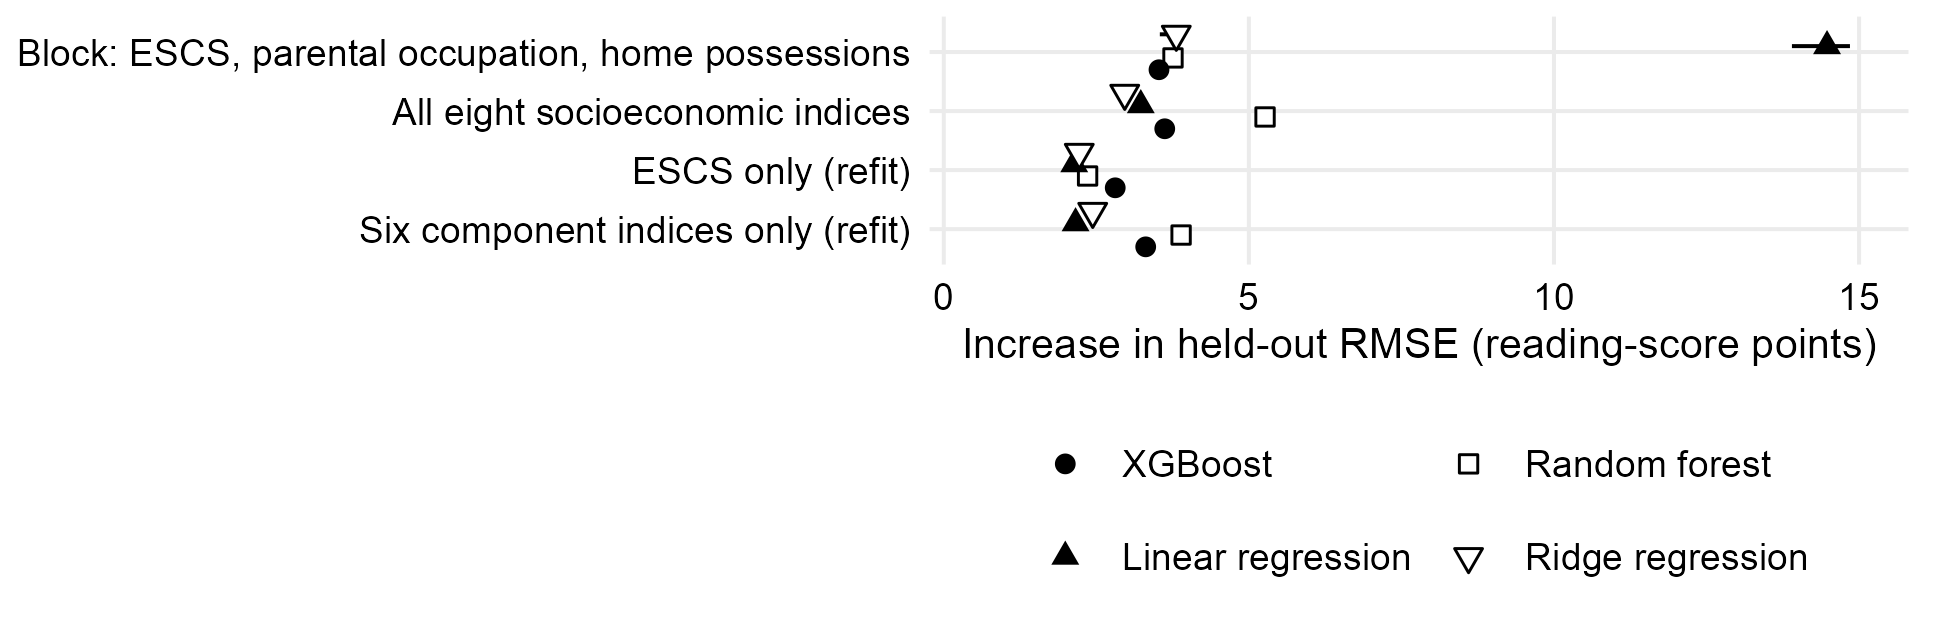 Block: ESCS, parental occupation, home possessions
All eight socioeconomic indices
ESCS only (refit)
Six component indices only (refit)
0 5 10 15
Increase in held-out RMSE (reading-score points)
XGBoost Random forest
Linear regression Ridge regression